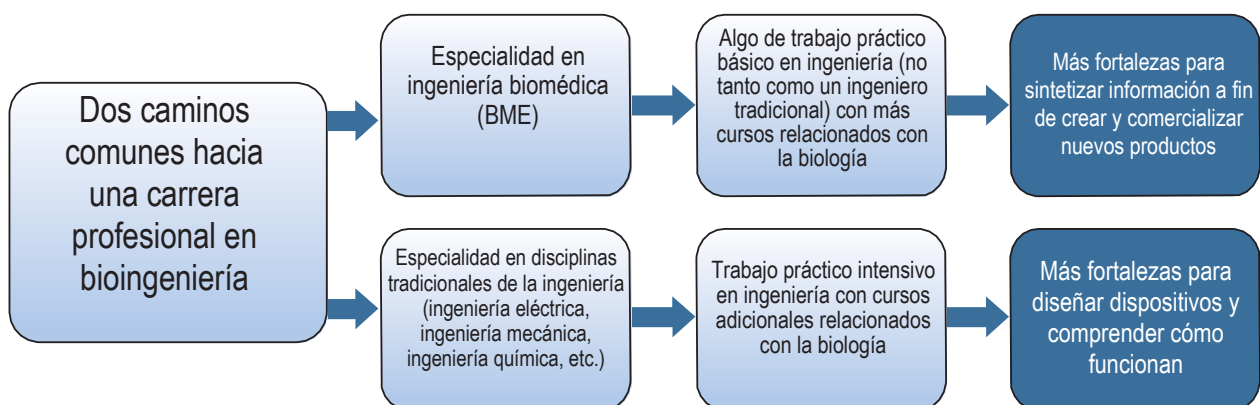 Dos caminos
comunes hacia
una carrera
profesional en
bioingeniería
Especialidad en
ingeniería biomédica
(BME)
Algo de trabajo práctico
básico en ingeniería (no
tanto como un ingeniero
tradicional) con más
cursos relacionados con
la biología
Más fortalezas para
sintetizar información a fin
de crear y comercializar
nuevos productos
Especialidad en disciplinas
tradicionales de la ingeniería
(ingeniería eléctrica,
ingeniería mecánica,
ingeniería química, etc.)
Trabajo práctico intensivo
en ingeniería con cursos
adicionales relacionados
con la biología
Más fortalezas para
diseñar dispositivos y
comprender cómo
funcionan